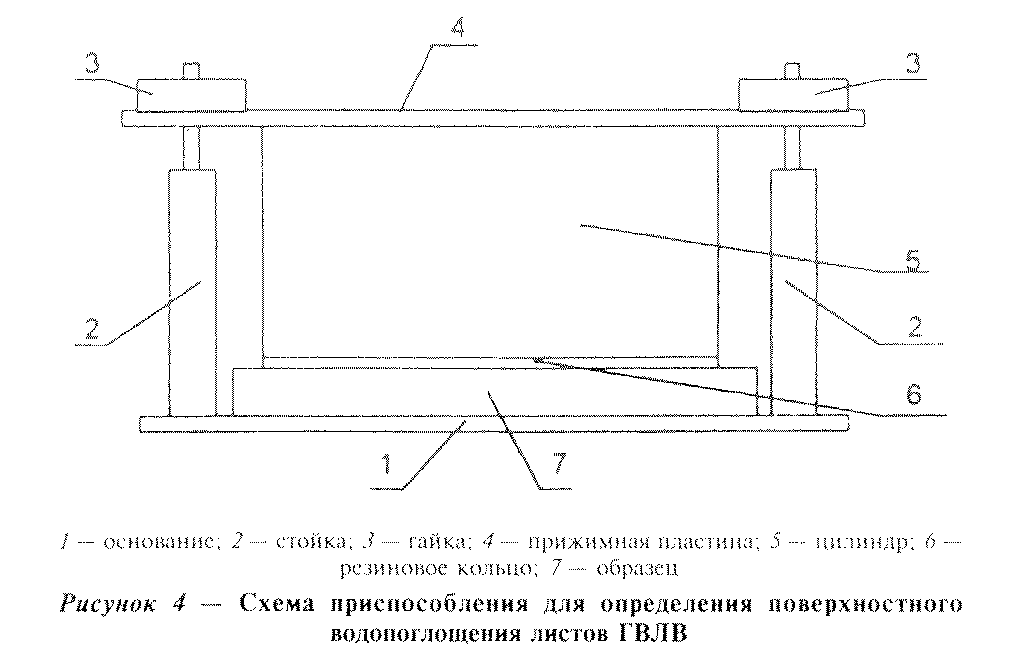 4
3
3
5
2
2
6
1
7
1 — основание; 2 — стойка; 3 — гайка; 4 — прижимная пластина; 5 — цилиндр; 6 —
резиновое кольцо; 7 — образец
Рисунок 4 — Схема приспособления для определения поверхностного
водопоглощения листов ГВЛВ